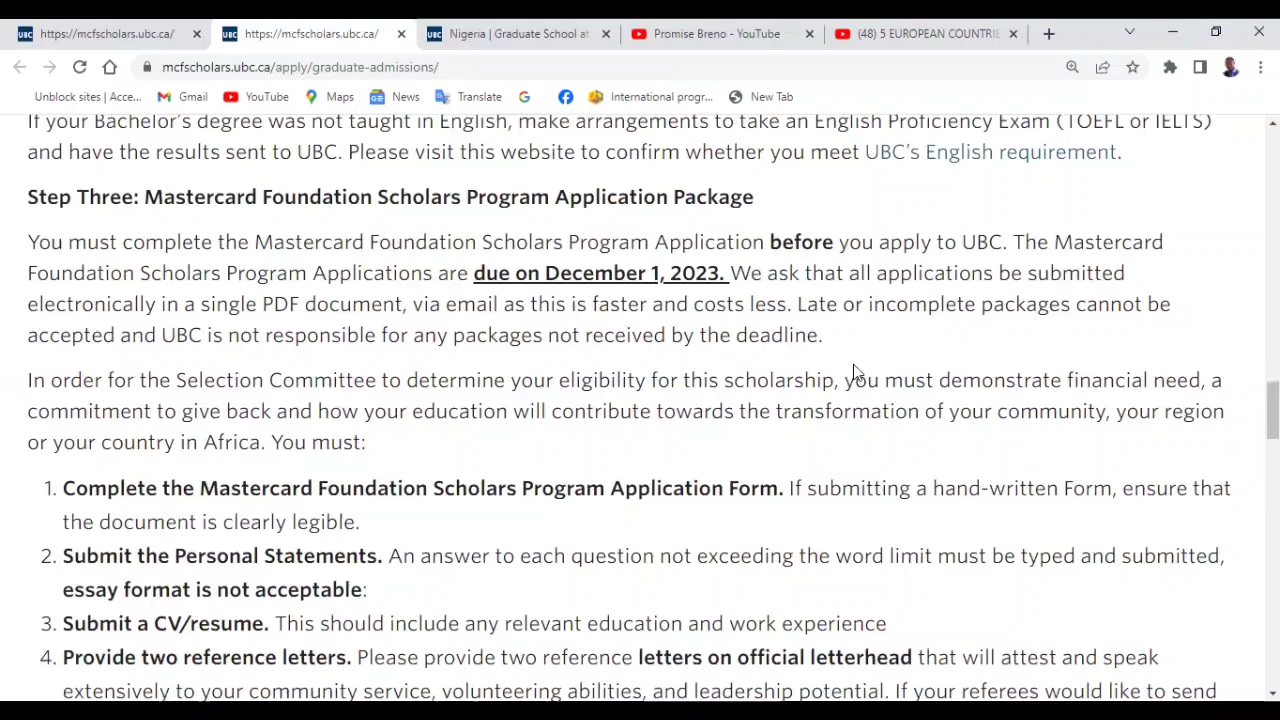 UBC https://mcfscholars.ubc.ca/ UBC https://mcfscholars.ubc.ca/ UBC Nigeria | Graduate School at Promise Breno - YouTube (48) 5 EUROPEAN COUNTRIE
mcfscholars.ubc.ca/apply/graduate-admissions/
Unblock sites | Acce... Gmail YouTube Maps News Translate International progr... New Tab
If your Bachelor's degree was not taught in English, make arrangements to take an English Proficiency Exam (TOEFL or IELTS)
and have the results sent to UBC. Please visit this website to confirm whether you meet UBC's English requirement.
Step Three: Mastercard Foundation Scholars Program Application Package
You must complete the Mastercard Foundation Scholars Program Application before you apply to UBC. The Mastercard
Foundation Scholars Program Applications are due on December 1, 2023. We ask that all applications be submitted
electronically in a single PDF document, via email as this is faster and costs less. Late or incomplete packages cannot be
accepted and UBC is not responsible for any packages not received by the deadline.
In order for the Selection Committee to determine your eligibility for this scholarship, you must demonstrate financial need, a
commitment to give back and how your education will contribute towards the transformation of your community, your region
or your country in Africa. You must:
1. Complete the Mastercard Foundation Scholars Program Application Form. If submitting a hand-written Form, ensure that
the document is clearly legible.
2. Submit the Personal Statements. An answer to each question not exceeding the word limit must be typed and submitted,
essay format is not acceptable:
3. Submit a CV/resume. This should include any relevant education and work experience
4. Provide two reference letters. Please provide two reference letters on official letterhead that will attest and speak
extensively to your community service, volunteering abilities, and leadership potential. If your referees would like to send